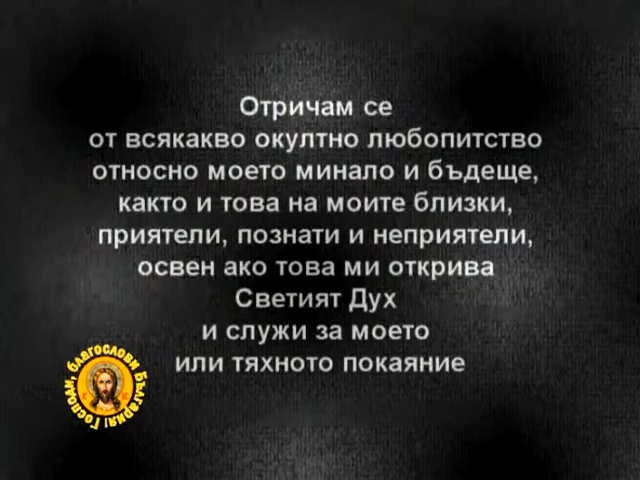 Отричам се
от всякакво окултно любопитство
относно моето минало и бъдеще,
както и това на моите близки,
приятели, познати и неприятели,
освен ако това ми открива
Светият Дух
и служи за моето
или тяхното покаяние
Господи, благослови България!